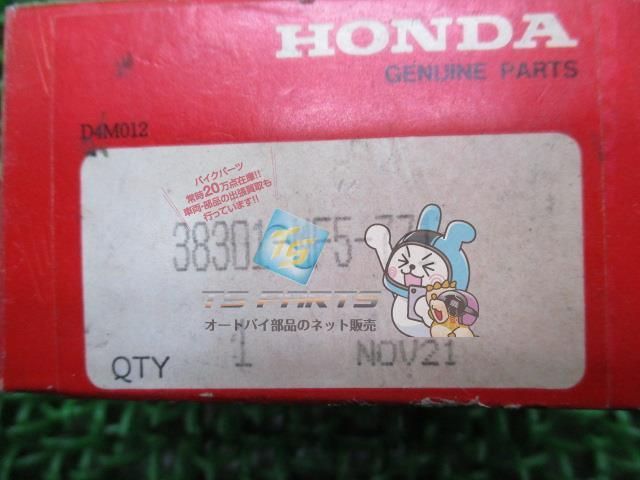 HONDA
GENUINE PARTS
D4M012
バイクパーツ
常時20万点在庫!!
車両・部品の出張買取も
行っています!!
TS
38301
TS PARTS
オートバイ部品のネット販売
QTY 1 NOV21